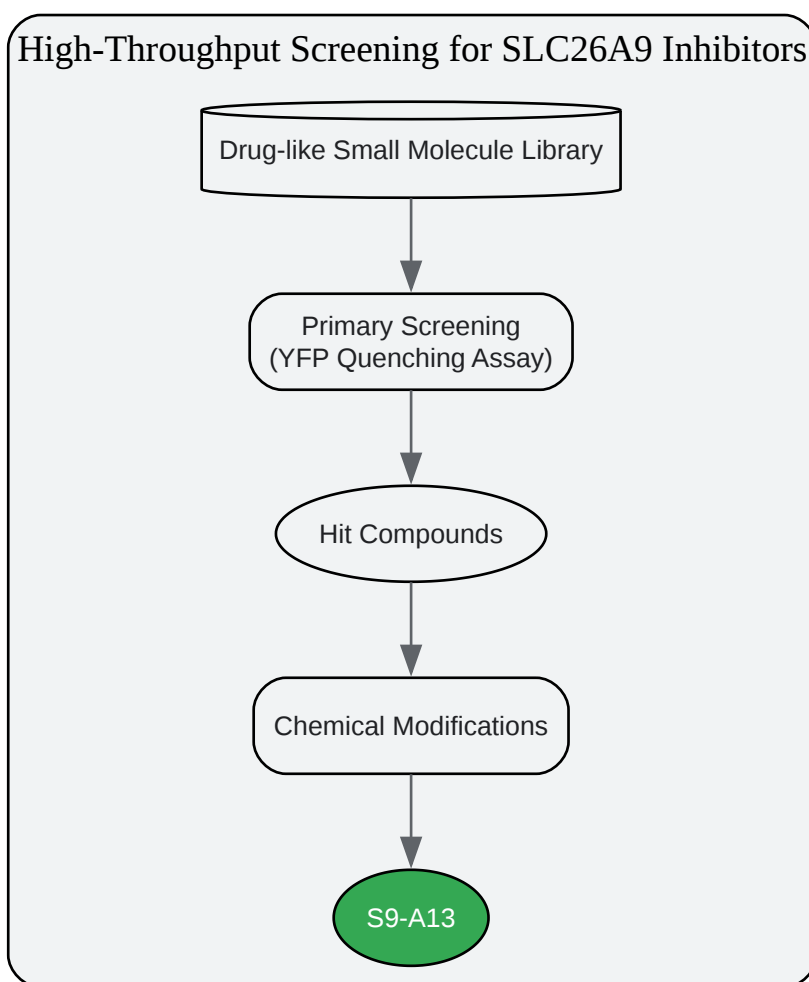 High-Throughput Screening for SLC26A9 Inhibitors
Drug-like Small Molecule Library
Primary Screening
(YFP Quenching Assay)
Hit Compounds
Chemical Modifications
S9-A13